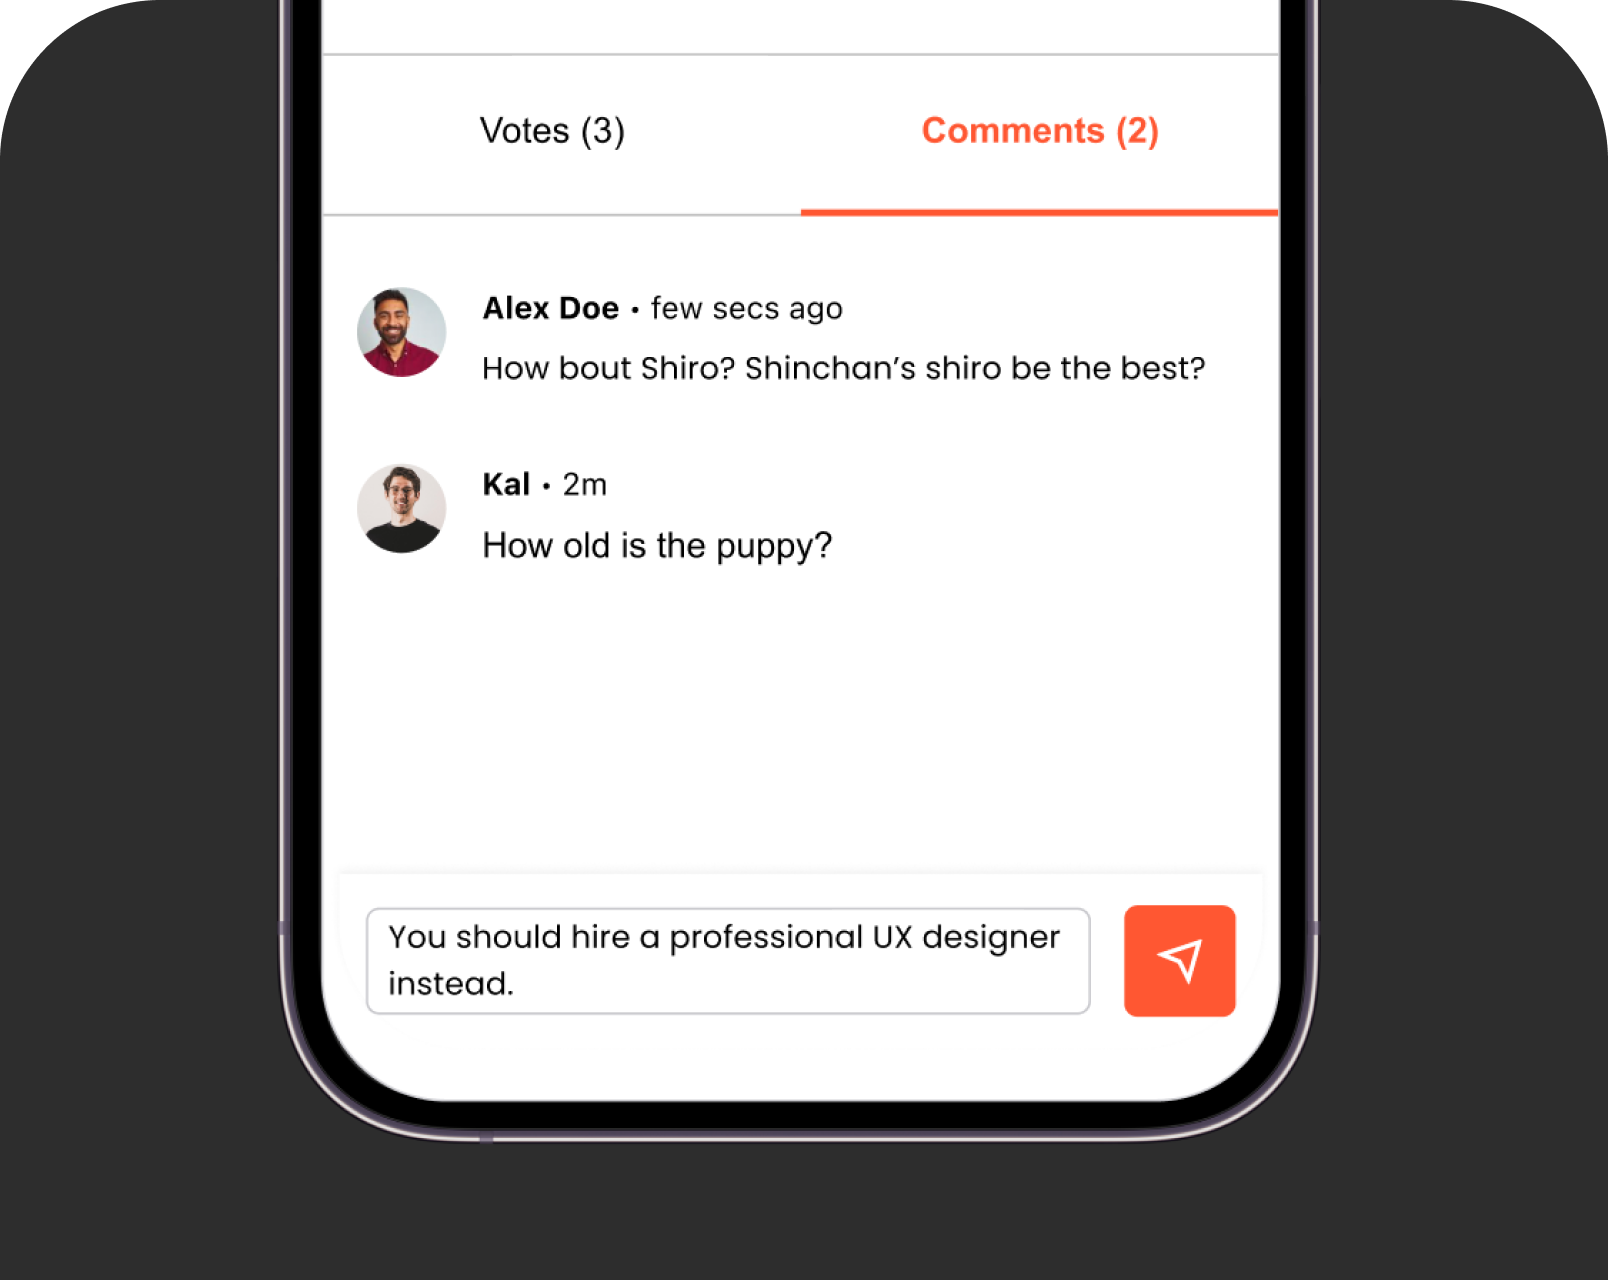 Votes (3)
Comments (2)
Alex Doe • few secs ago
How bout Shiro? Shinchan’s shiro be the best?
Kal • 2m
How old is the puppy?
You should hire a professional UX designer
instead.